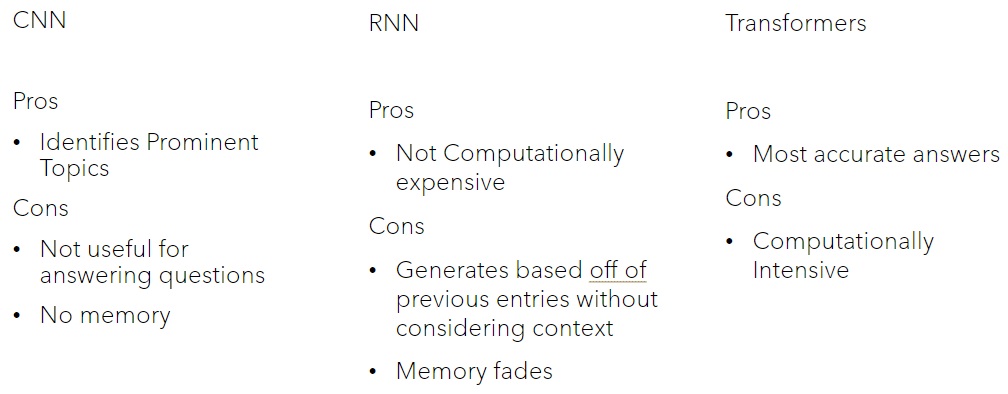 CNN
Pros
• Identifies Prominent
Topics
Cons
• Not useful for
answering questions
• No memory
RNN
Pros
• Not Computationally
expensive
Cons
• Generates based off of
previous entries without
considering context
• Memory fades
Transformers
Pros
• Most accurate answers
Cons
• Computationally
Intensive